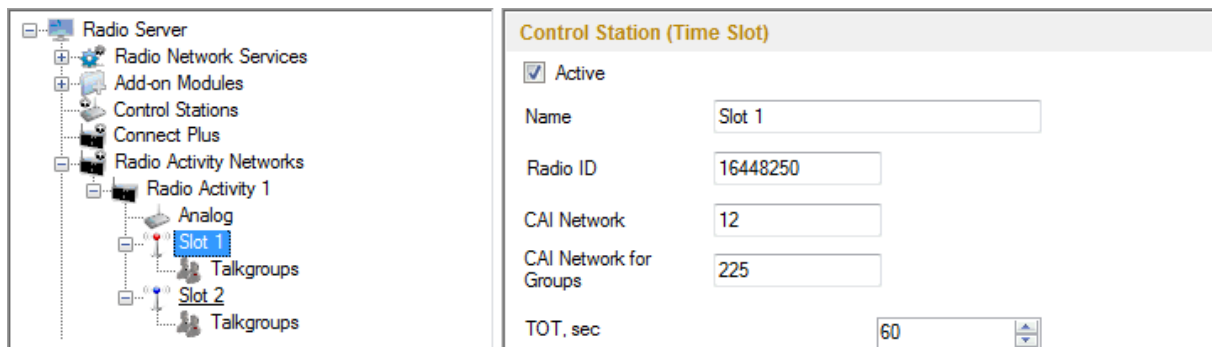 Radio Server
Radio Network Services
Add-on Modules
Control Stations
Connect Plus
Radio Activity Networks
Radio Activity 1
Analog
Slot 1
Talkgroups
Slot 2
Talkgroups
Control Station (Time Slot)
Active
Name Slot 1
Radio ID 16448250
CAI Network 12
CAI Network for
Groups 225
TOT, sec 60